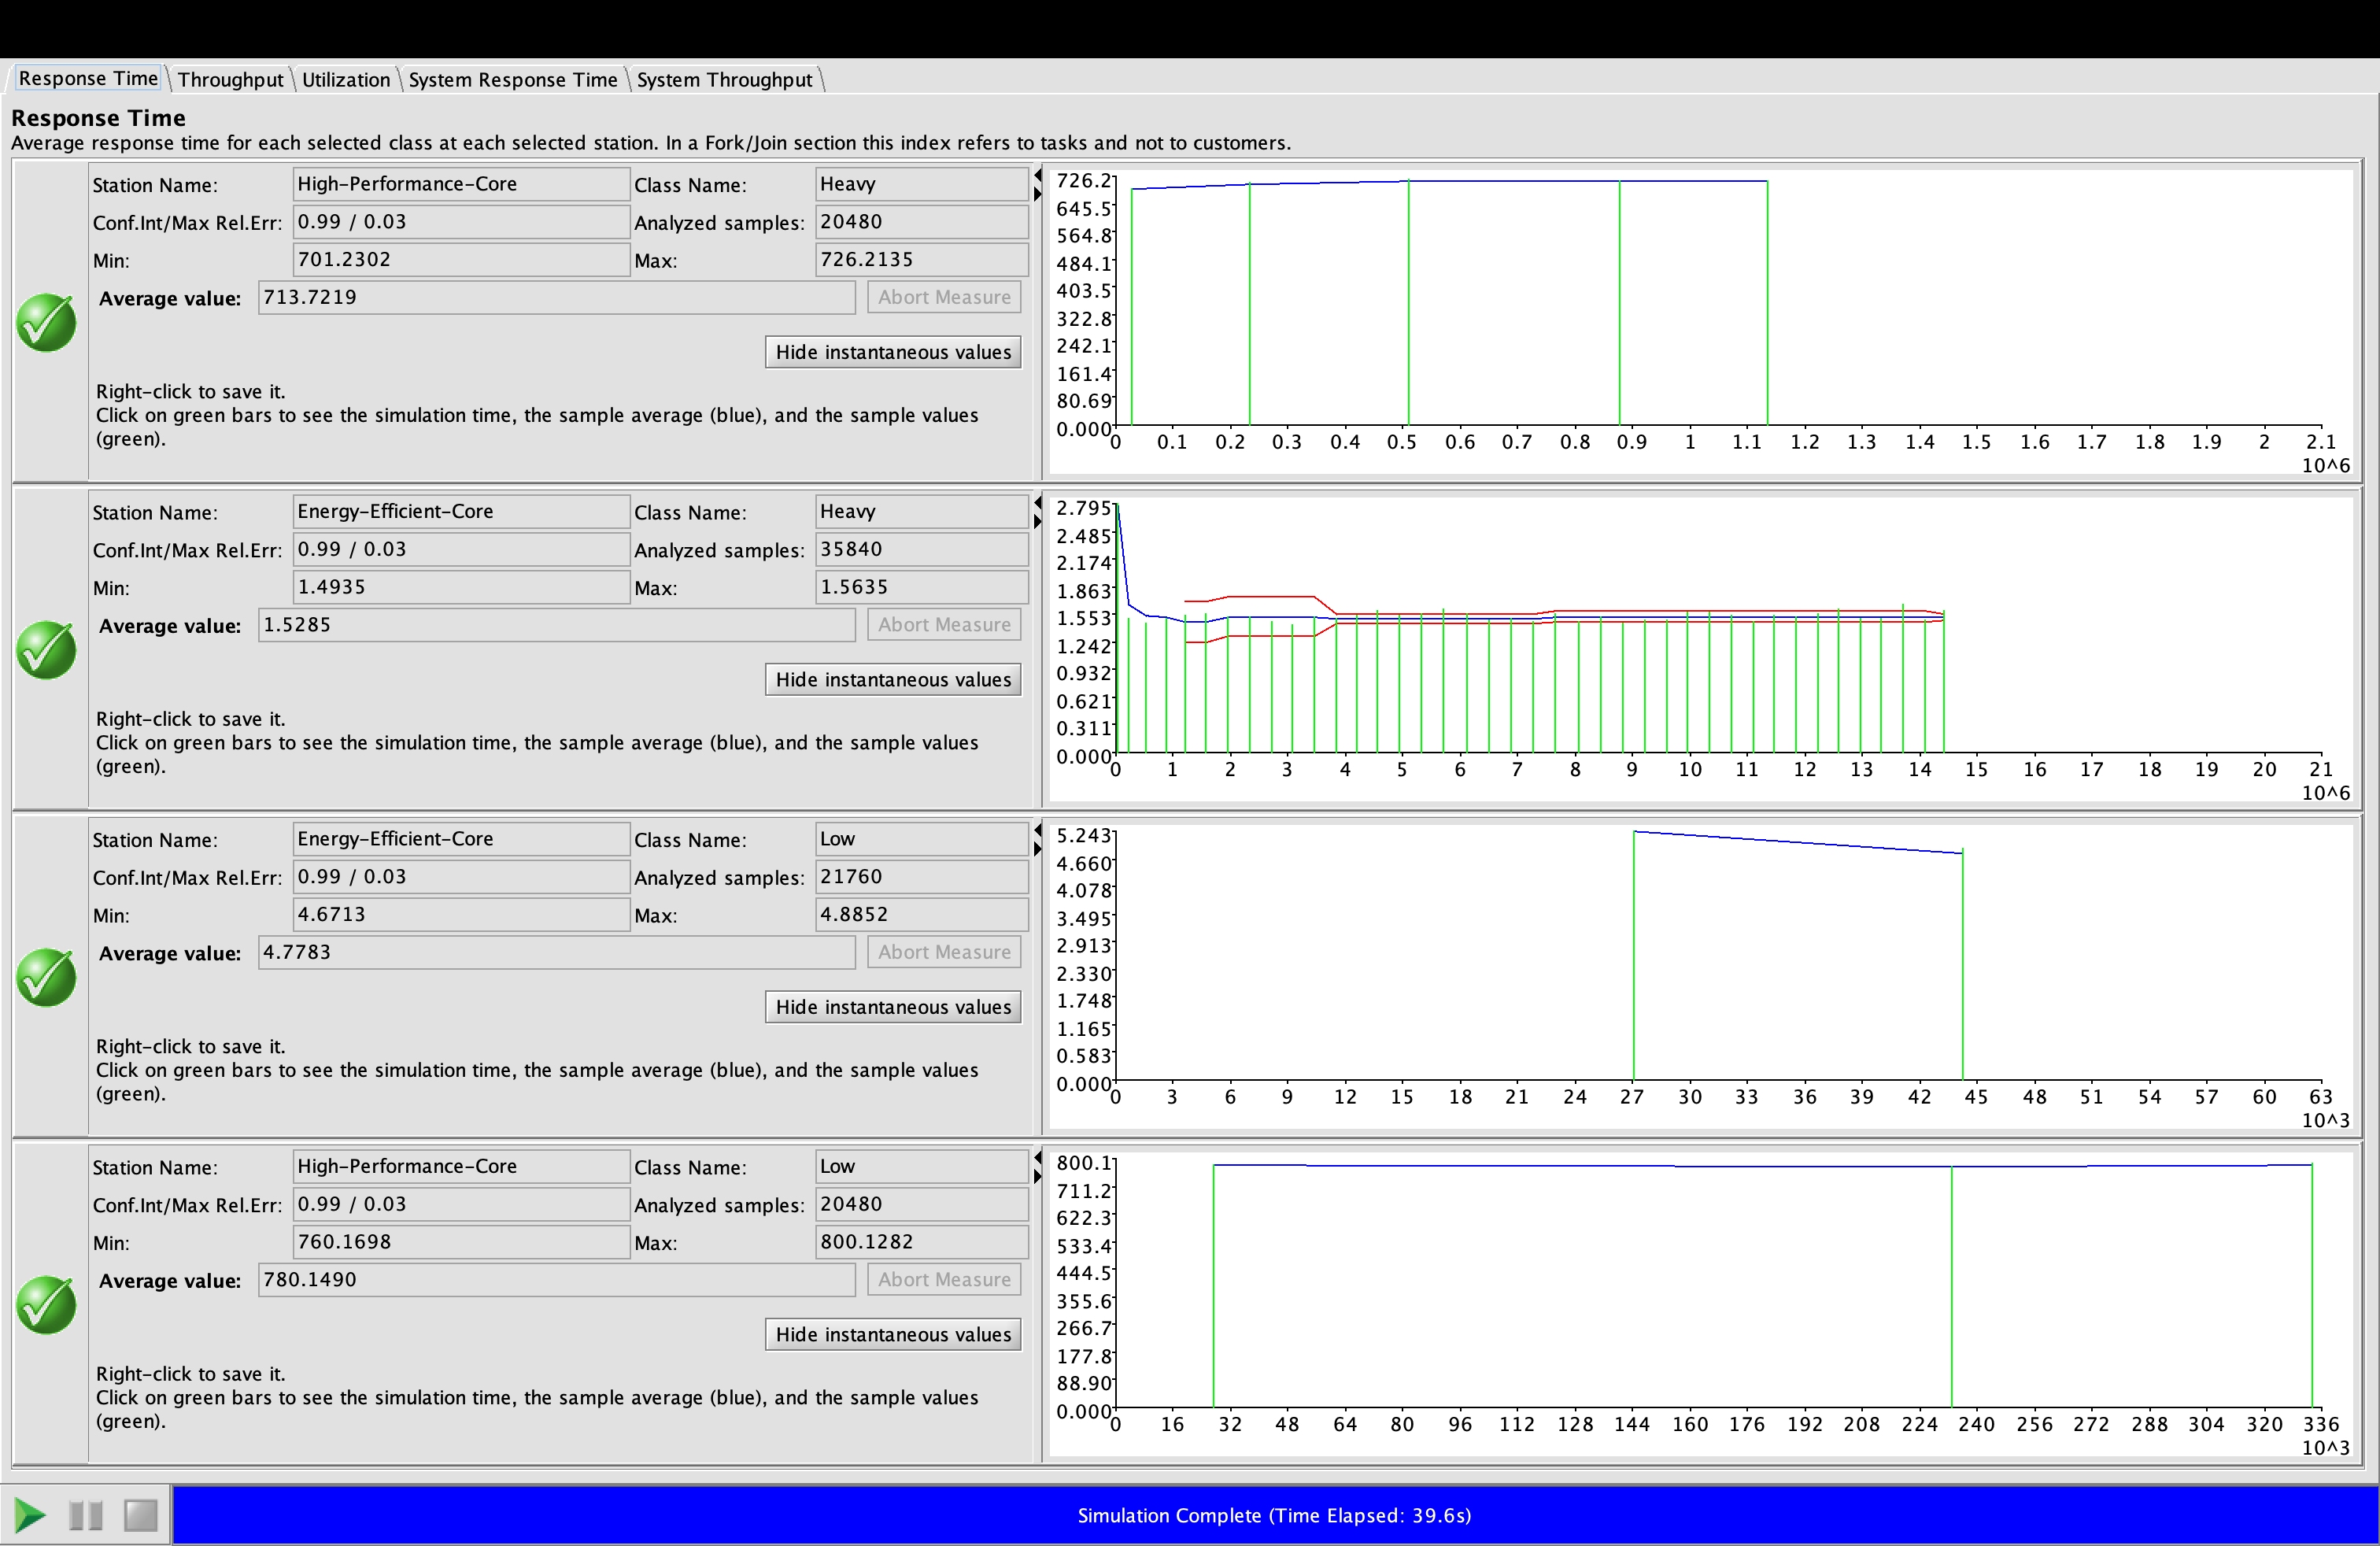 Response Time Throughput Utilization System Response Time System Throughput
Response Time
Average response time for each selected class at each selected station. In a Fork/Join section this index refers to tasks and not to customers.
Station Name: High-Performance-Core Class Name: Heavy
Conf.Int/Max Rel.Err: 0.99 / 0.03 Analyzed samples: 20480
Min: 701.2302 Max: 726.2135
Average value: 713.7219 Abort Measure
Hide instantaneous values
Right-click to save it.
Click on green bars to see the simulation time, the sample average (blue), and the sample values
(green).
726.2
645.5
564.8
484.1
403.5
322.8
242.1
161.4
80.69
0.000
0 0.1 0.2 0.3 0.4 0.5 0.6 0.7 0.8 0.9 1 1.1 1.2 1.3 1.4 1.5 1.6 1.7 1.8 1.9 2 2.1
10^6
Station Name: Energy-Efficient-Core Class Name: Heavy
Conf.Int/Max Rel.Err: 0.99 / 0.03 Analyzed samples: 35840
Min: 1.4935 Max: 1.5635
Average value: 1.5285 Abort Measure
Hide instantaneous values
Right-click to save it.
Click on green bars to see the simulation time, the sample average (blue), and the sample values
(green).
2.795
2.485
2.174
1.863
1.553
1.242
0.932
0.621
0.311
0.000
0 1 2 3 4 5 6 7 8 9 10 11 12 13 14 15 16 17 18 19 20 21
10^6
Station Name: Energy-Efficient-Core Class Name: Low
Conf.Int/Max Rel.Err: 0.99 / 0.03 Analyzed samples: 21760
Min: 4.6713 Max: 4.8852
Average value: 4.7783 Abort Measure
Hide instantaneous values
Right-click to save it.
Click on green bars to see the simulation time, the sample average (blue), and the sample values
(green).
5.243
4.660
4.078
3.495
2.913
2.330
1.748
1.165
0.583
0.000
0 3 6 9 12 15 18 21 24 27 30 33 36 39 42 45 48 51 54 57 60 63
10^3
Station Name: High-Performance-Core Class Name: Low
Conf.Int/Max Rel.Err: 0.99 / 0.03 Analyzed samples: 20480
Min: 760.1698 Max: 800.1282
Average value: 780.1490 Abort Measure
Hide instantaneous values
Right-click to save it.
Click on green bars to see the simulation time, the sample average (blue), and the sample values
(green).
800.1
711.2
622.3
533.4
444.5
355.6
266.7
177.8
88.90
0.000
0 16 32 48 64 80 96 112 128 144 160 176 192 208 224 240 256 272 288 304 320 336
10^3
Simulation Complete (Time Elapsed: 39.6s)